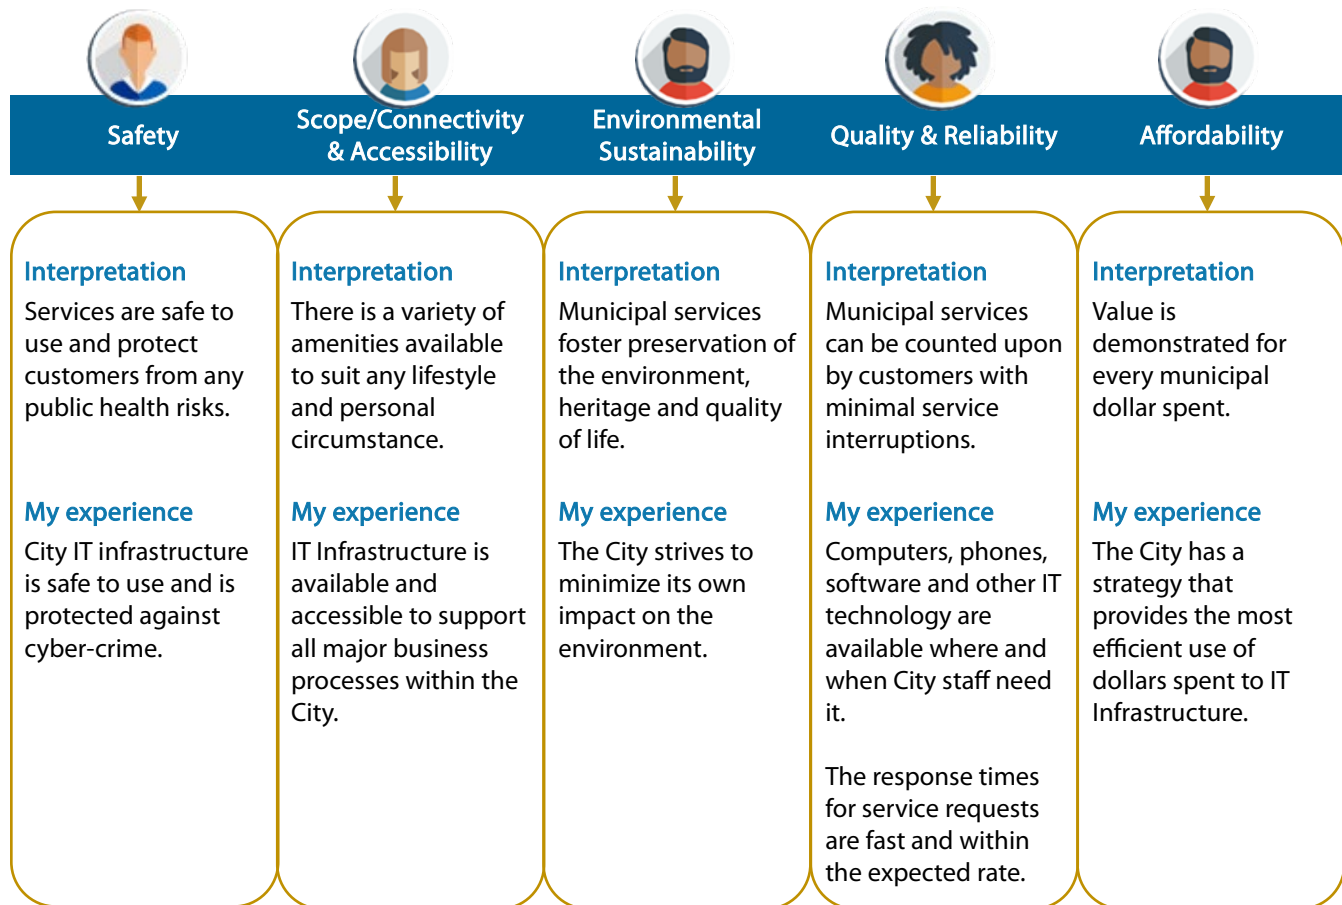 Safety
Scope/Connectivity
& Accessibility
Environmental
Sustainability
Quality & Reliability
Affordability
Interpretation
Services are safe to
use and protect
customers from any
public health risks.
My experience
City IT infrastructure
is safe to use and is
protected against
cyber-crime.
Interpretation
There is a variety of
amenities available
to suit any lifestyle
and personal
circumstance.
My experience
IT Infrastructure is
available and
accessible to support
all major business
processes within the
City.
Interpretation
Municipal services
foster preservation of
the environment,
heritage and quality
of life.
My experience
The City strives to
minimize its own
impact on the
environment.
Interpretation
Municipal services
can be counted upon
by customers with
minimal service
interruptions.
My experience
Computers, phones,
software and other IT
technology are
available where and
when City staff need
it.
The response times
for service requests
are fast and within
the expected rate.
Interpretation
Value is
demonstrated for
every municipal
dollar spent.
My experience
The City has a
strategy that
provides the most
efficient use of
dollars spent to IT
Infrastructure.